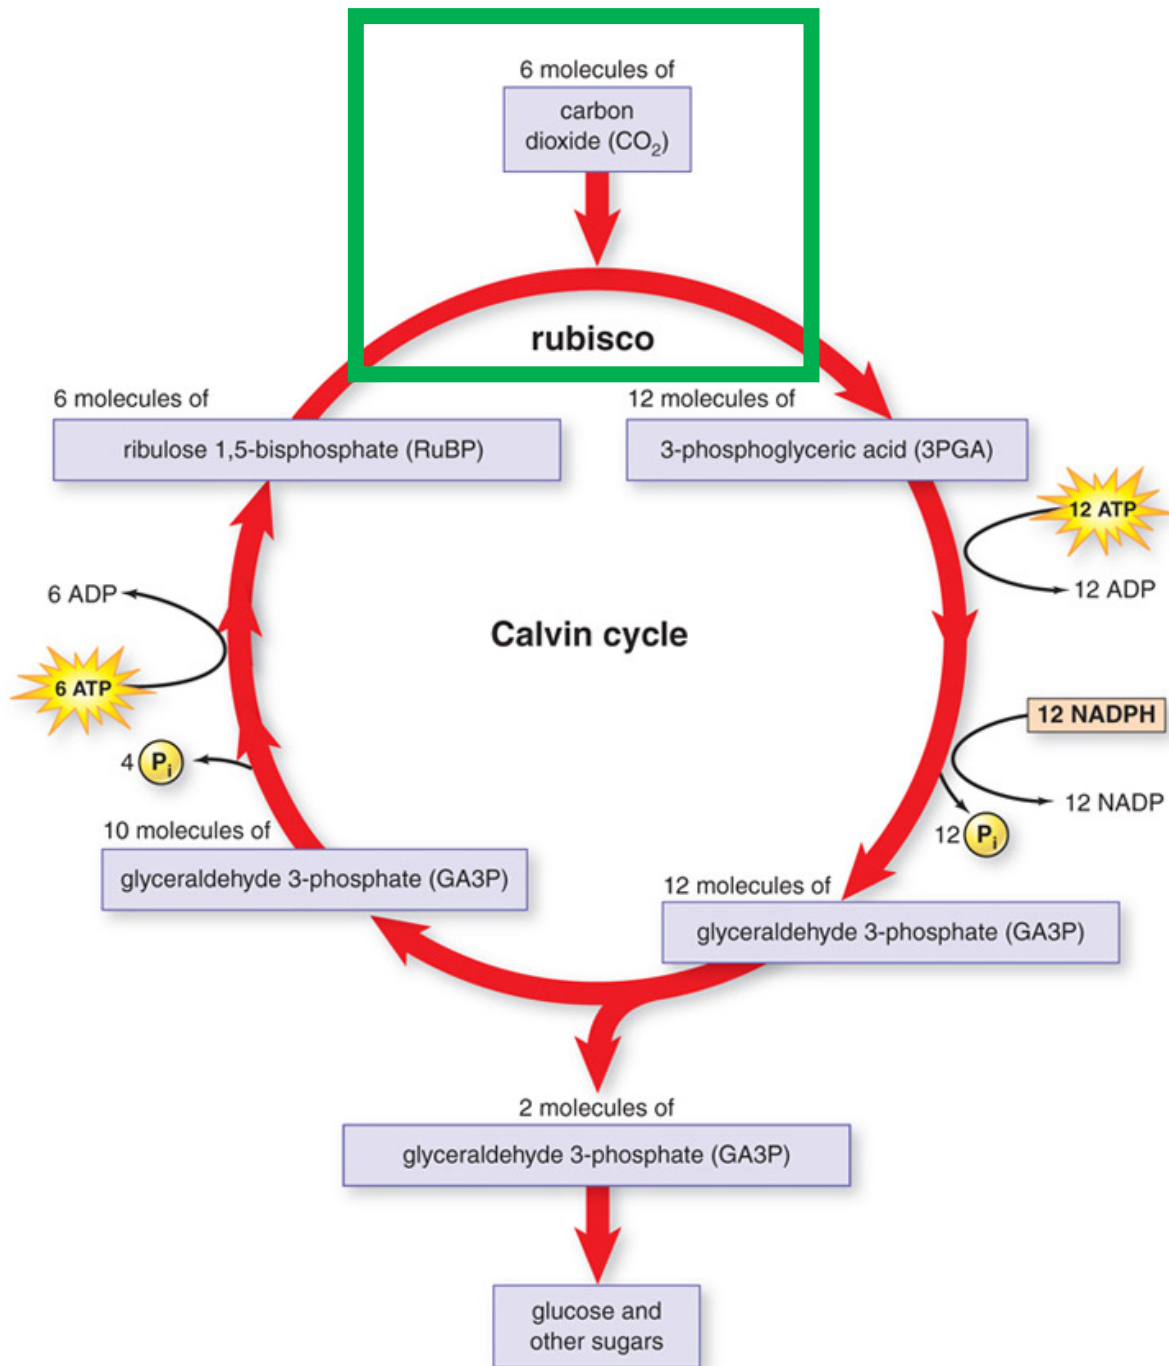 6 molecules of
carbon
dioxide (CO₂)
rubisco
6 molecules of
ribulose 1,5-bisphosphate (RuBP)
12 molecules of
3-phosphoglyceric acid (3PGA)
12 ATP
12 ADP
6 ADP
6 ATP
Calvin cycle
12 NADPH
12 NADP
12 Pᵢ
4 Pᵢ
10 molecules of
glyceraldehyde 3-phosphate (GA3P)
12 molecules of
glyceraldehyde 3-phosphate (GA3P)
2 molecules of
glyceraldehyde 3-phosphate (GA3P)
glucose and
other sugars